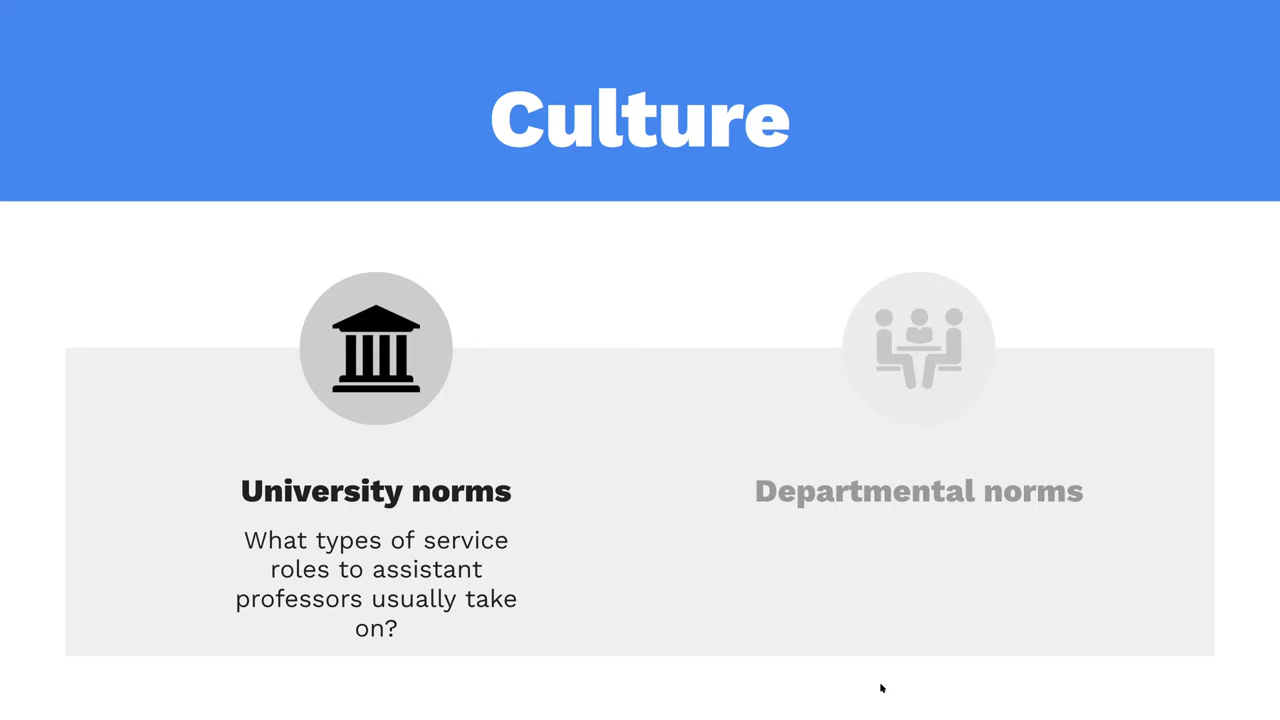 Culture
University norms
What types of service
roles to assistant
professors usually take
on?
Departmental norms